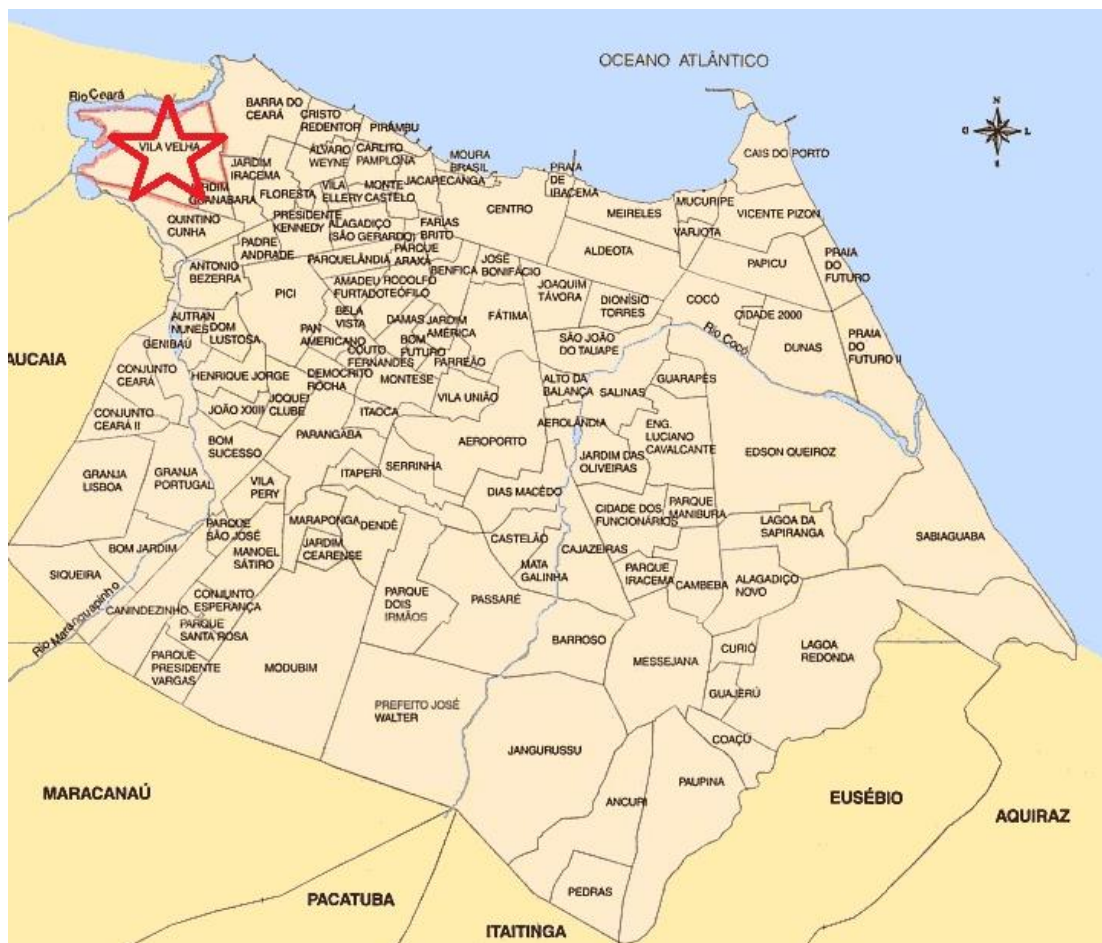 OCEANO ATLÂNTICO
Rio Ceará
BARRA DO
CEARÁ
CRISTO
REDENTOR
PIRÂMBU
N
O
L
S
VILA VELHA
ÁLVARO
WEYNE
CARLITO
PAMPLONA
MOURA
BRASIL
CAIS DO PORTO
JARDIM
IRACEMA
JACARECANGA
PRAIA
DE
IRACEMA
JARDIM
GUANABARA
FLORESTA
VILA
ELLERY
MONTE
CASTELO
CENTRO
MEIRELES
MUCURIPE
VICENTE PIZON
QUINTINO
CUNHA
PRESIDENTE
KENNEDY
ALAGADIÇO
(SÃO GERARDO)
FARIAS
BRITO
VARJOTA
PADRE
ANDRADE
PARQUELÂNDIA
PARQUE
ARAXÁ
ALDEOTA
PAPICU
PRAIA
DO
FUTURO
ANTONIO
BEZERRA
PICI
AMADEU
FURTADO
RODOLFO
TEÓFILO
BENFICA
JOSÉ
BONIFÁCIO
JOAQUIM
TÁVORA
DIONÍSIO
TORRES
COCÓ
CIDADE 2000
AUTRAN
NUNES
DOM
LUSTOSA
PAN
AMERICANO
BELA
VISTA
DAMAS
JARDIM
AMÉRICA
FÁTIMA
SÃO JOÃO
DO TAUAPE
Rio Cocó
DUNAS
PRAIA
DO
FUTURO II
GENIBAÚ
COUTO
FERNANDES
BOM
FUTURO
PARREÃO
AUCAIA
CONJUNTO
CEARÁ
HENRIQUE JORGE
DEMOCRITO
ROCHA
MONTESE
VILA UNIÃO
ALTO DA
BALANÇA
SALINAS
GUARAPÉS
CONJUNTO
CEARÁ II
JOÃO XXIII
JOQUEI
CLUBE
ITAOCA
AEROLÂNDIA
BOM
SUCESSO
PARANGABA
AEROPORTO
ENG.
LUCIANO
CAVALCANTE
EDSON QUEIROZ
GRANJA
LISBOA
GRANJA
PORTUGAL
VILA
PERY
ITAPERI
SERRINHA
JARDIM DAS
OLIVEIRAS
DIAS MACÊDO
CIDADE DOS
FUNCIONÁRIOS
PARQUE
MANIBURA
PARQUE
SÃO JOSÉ
MARAPONGA
DENDÊ
LAGOA DA
SAPIRANGA
SABIAGUABA
BOM JARDIM
MANOEL
SÁTIRO
JARDIM
CEARENSE
CASTELÃO
CAJAZEIRAS
SIQUEIRA
MATA
GALINHA
PARQUE
IRACEMA
CAMBEBA
ALAGADIÇO
NOVO
Rio Maranguapinho
CANINDEZINHO
CONJUNTO
ESPERANÇA
PARQUE
DOIS
IRMÃOS
PASSARÉ
PARQUE
SANTA ROSA
BARROSO
MESSEJANA
CURIÓ
LAGOA
REDONDA
PARQUE
PRESIDENTE
VARGAS
MODUBIM
GUAJERÚ
PREFEITO JOSÉ
WALTER
COAÇÚ
JANGURUSSU
PAUPINA
MARACANAÚ
ANCURI
EUSÉBIO
AQUIRAZ
PEDRAS
PACATUBA
ITAITINGA